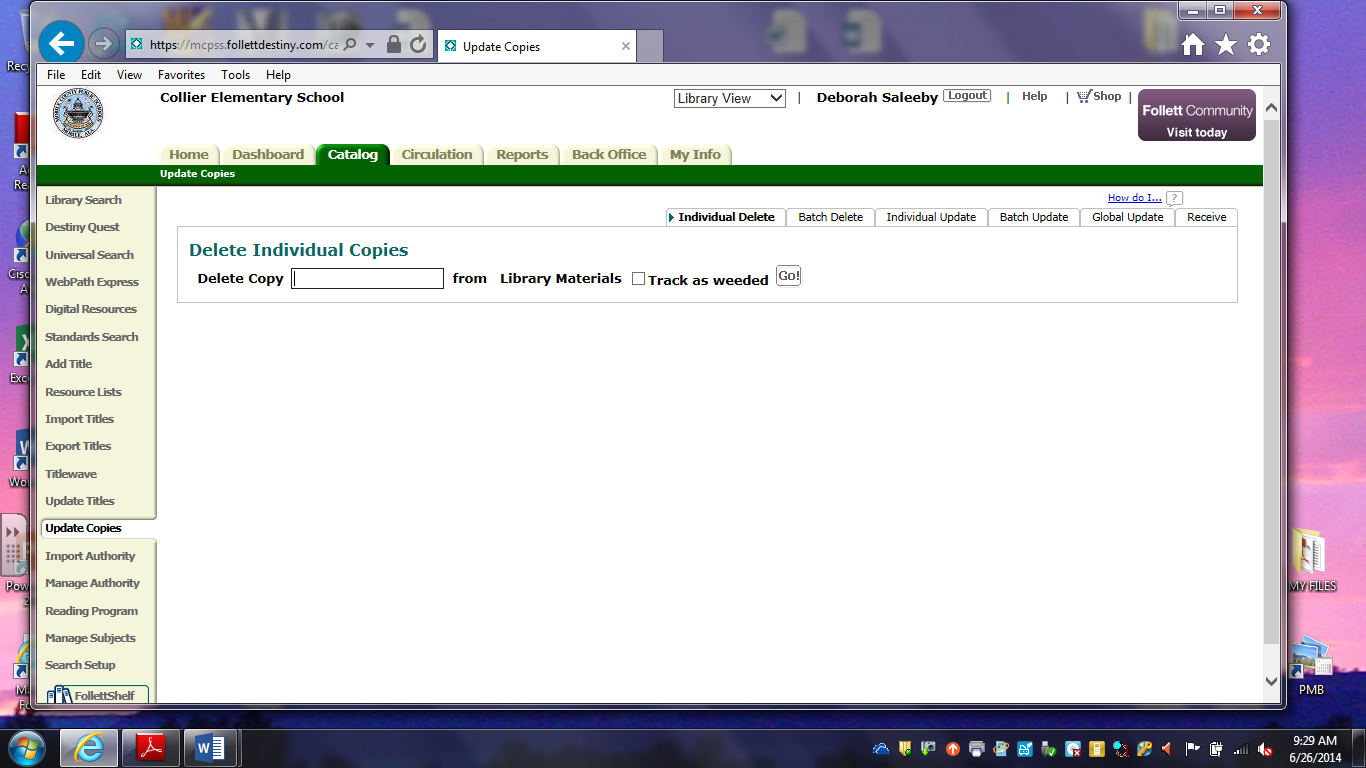 https://mcpss.follettdestiny.com/ca
Update Copies
File Edit View Favorites Tools Help
Collier Elementary School
Library View | Deborah Saleeby Logout | Help | Shop |
Follett Community
Visit today
Home Dashboard Catalog Circulation Reports Back Office My Info
Update Copies
How do I... ?
Individual Delete Batch Delete Individual Update Batch Update Global Update Receive
Delete Individual Copies
Delete Copy from Library Materials Track as weeded Go!
Library Search
Destiny Quest
Universal Search
WebPath Express
Digital Resources
Standards Search
Add Title
Resource Lists
Import Titles
Export Titles
Titlewave
Update Titles
Update Copies
Import Authority
Manage Authority
Reading Program
Manage Subjects
Search Setup
FollettShelf
MY FILES
PMB
9:29 AM
6/26/2014